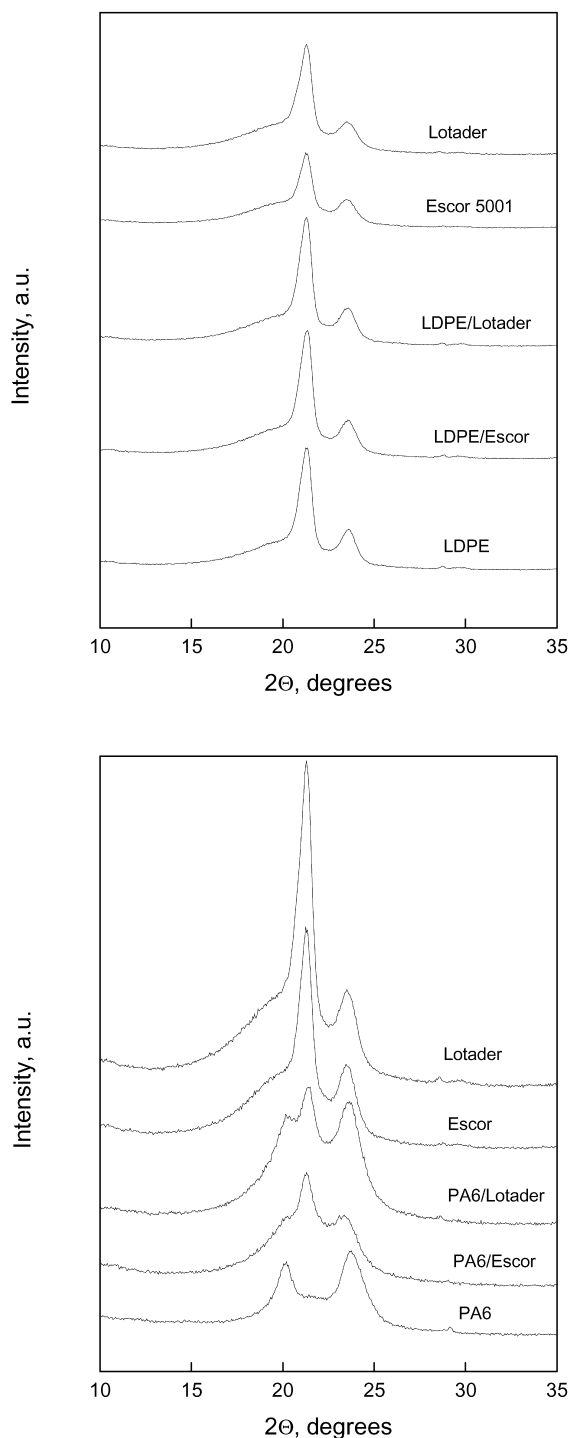 Lotader
Escor 5001
LDPE/Lotader
LDPE/Escor
LDPE
Intensity, a.u.
10 15 20 25 30 35
2Θ, degrees
Lotader
Escor
PA6/Lotader
PA6/Escor
PA6
Intensity, a.u.
10 15 20 25 30 35
2Θ, degrees